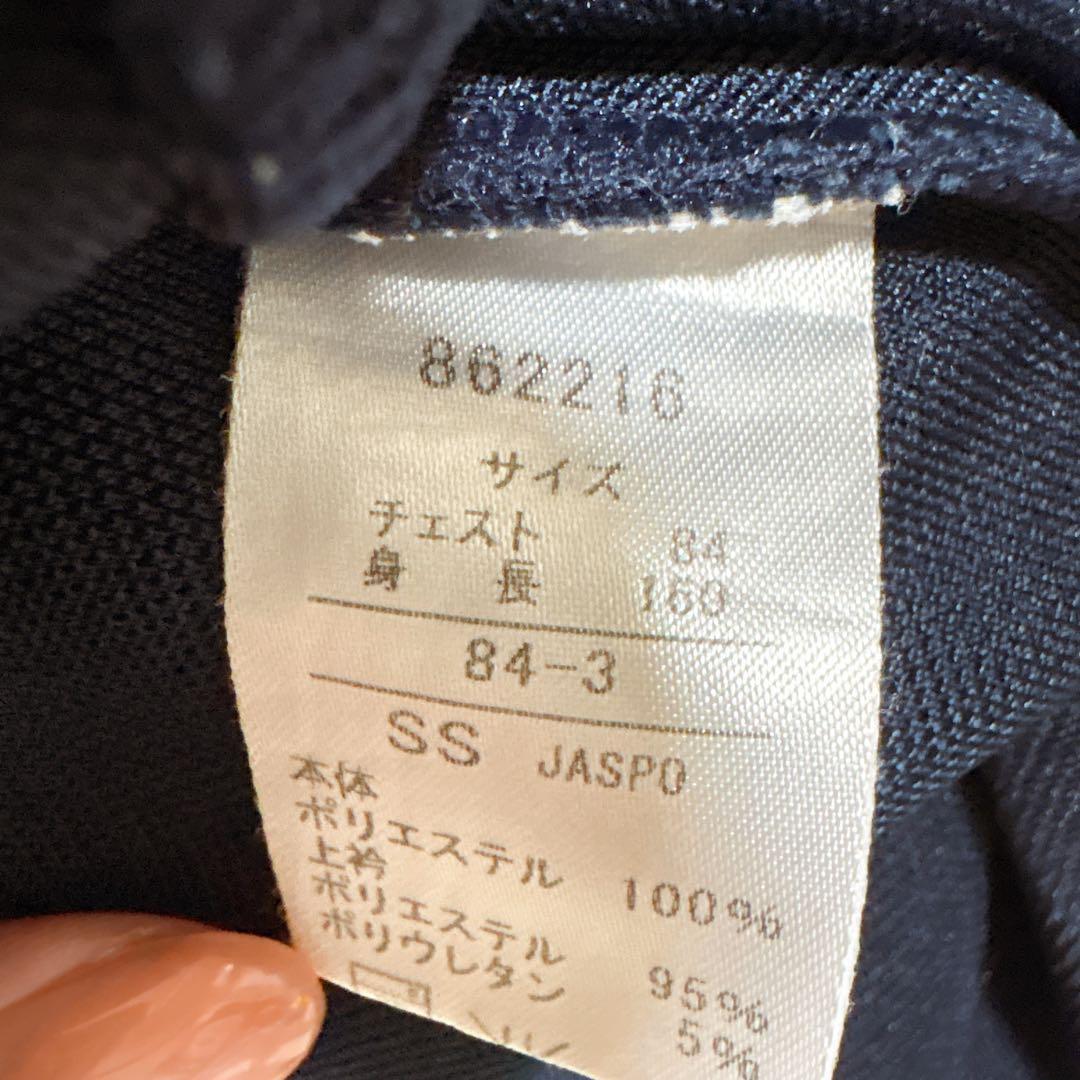 862216
サイズ
チェスト 84
身 長 160
84-3
SS JASPO
本体
ポリエステル 100%
上衿
ポリエステル 95%
ポリウレタン 5%